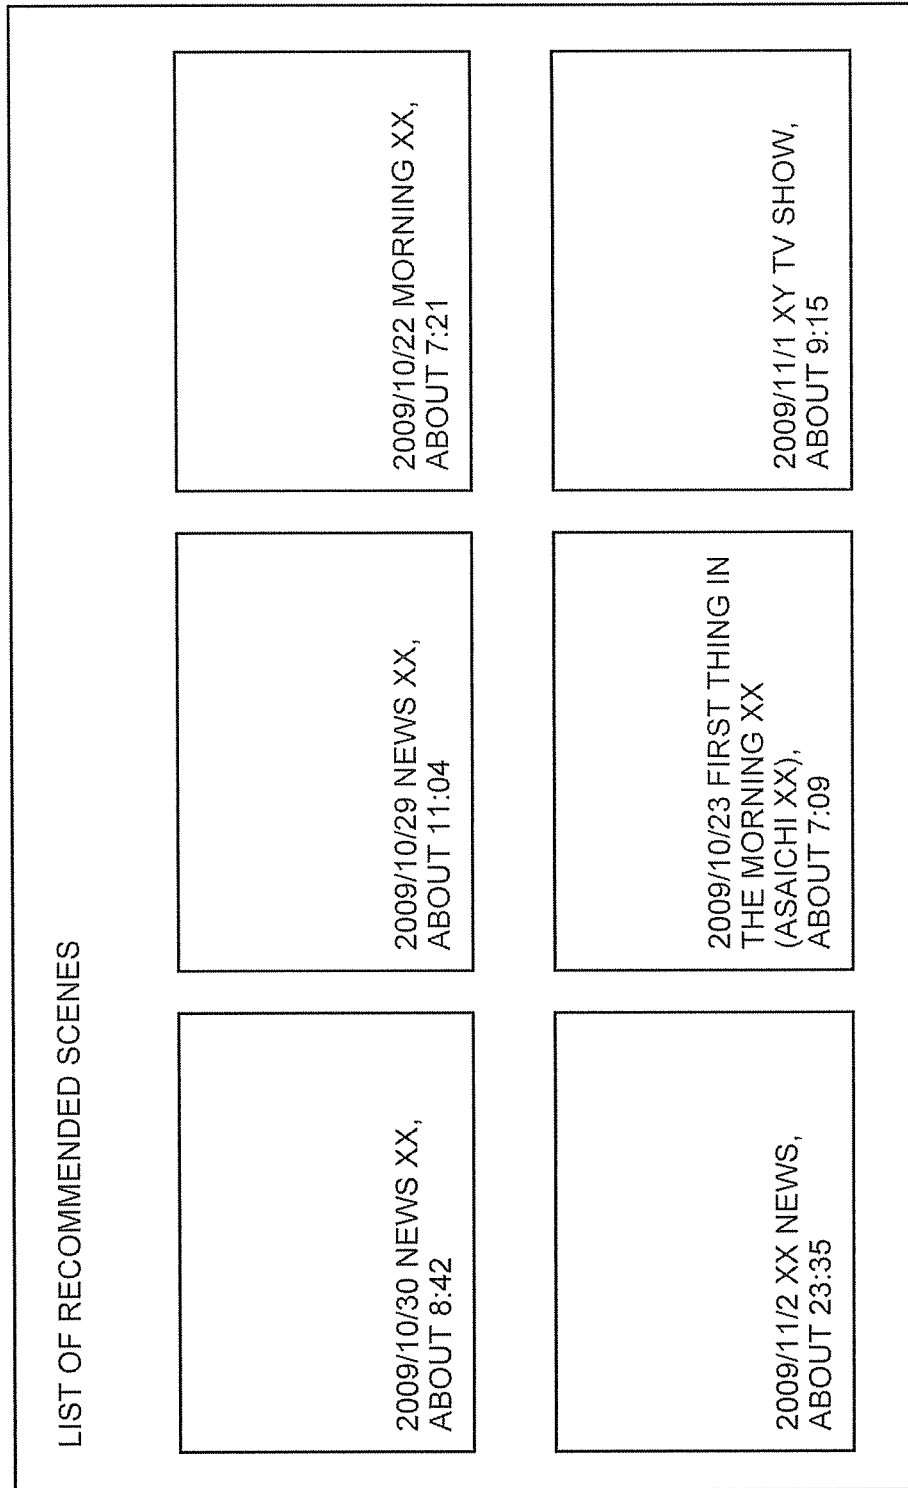 LIST OF RECOMMENDED SCENES
2009/10/30 NEWS XX,
ABOUT 8:42
2009/10/29 NEWS XX,
ABOUT 11:04
2009/10/22 MORNING XX,
ABOUT 7:21
2009/11/2 XX NEWS,
ABOUT 23:35
2009/10/23 FIRST THING IN
THE MORNING XX
(ASAICHI XX),
ABOUT 7:09
2009/11/1 XY TV SHOW,
ABOUT 9:15